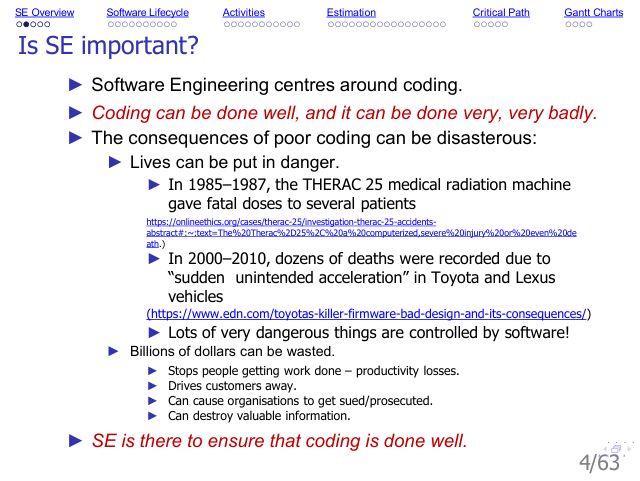 SE Overview Software Lifecycle Activities Estimation Critical Path Gantt Charts
Is SE important?
Software Engineering centres around coding.
Coding can be done well, and it can be done very, very badly.
The consequences of poor coding can be disasterous:
Lives can be put in danger.
In 1985–1987, the THERAC 25 medical radiation machine
gave fatal doses to several patients
https://onlineethics.org/cases/therac-25/investigation-therac-25-accidents-
abstract#:~:text=The%20Therac%2D25%2C%20a%20computerized,severe%20injury%20or%20even%20de
ath.)
In 2000–2010, dozens of deaths were recorded due to
“sudden unintended acceleration” in Toyota and Lexus
vehicles
(https://www.edn.com/toyotas-killer-firmware-bad-design-and-its-consequences/)
Lots of very dangerous things are controlled by software!
Billions of dollars can be wasted.
Stops people getting work done – productivity losses.
Drives customers away.
Can cause organisations to get sued/prosecuted.
Can destroy valuable information.
SE is there to ensure that coding is done well.
4/63